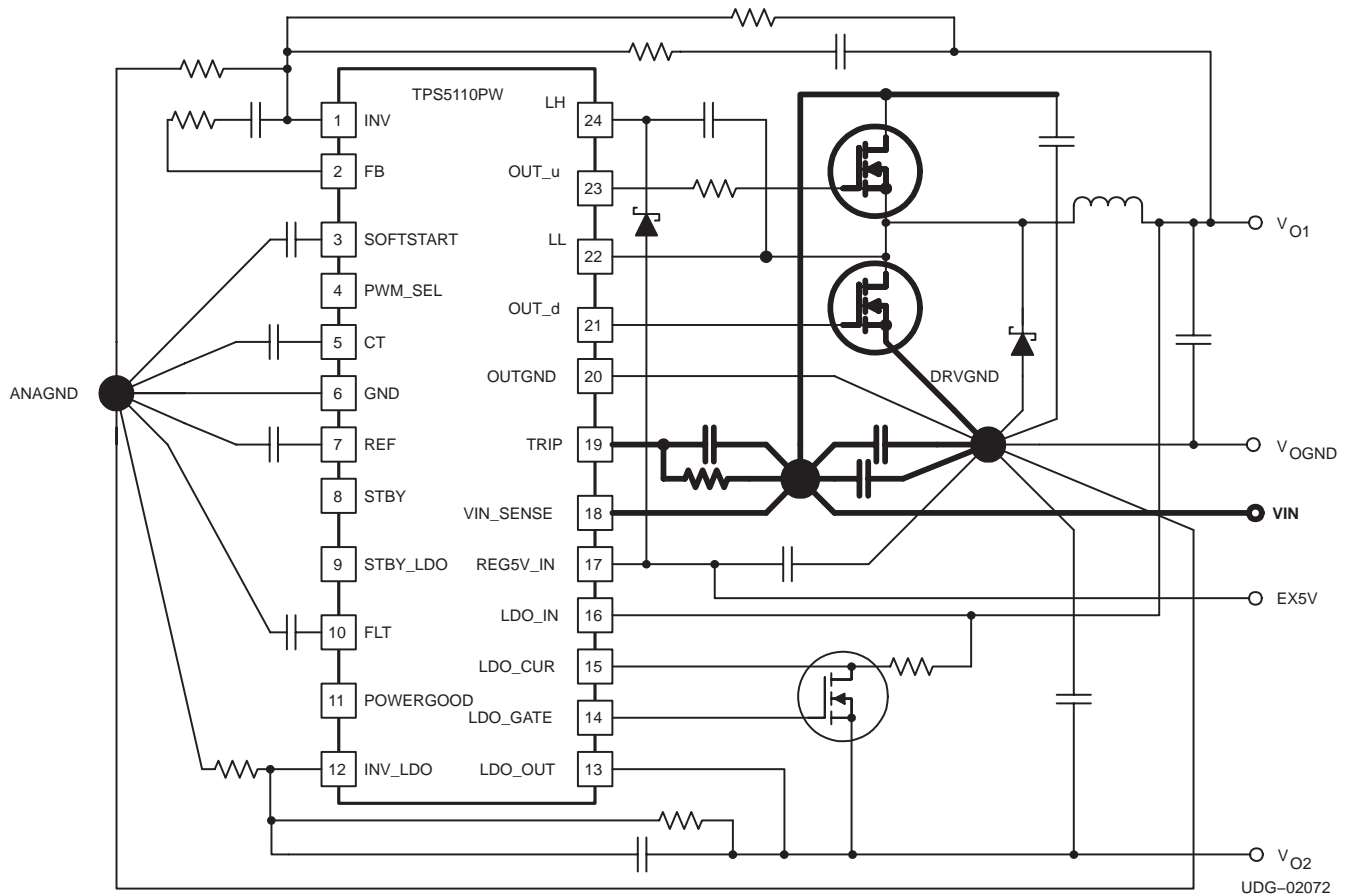 TPS5110PW
1 INV
2 FB
3 SOFTSTART
4 PWM_SEL
5 CT
6 GND
7 REF
8 STBY
9 STBY_LDO
10 FLT
11 POWERGOOD
12 INV_LDO
LH 24
OUT_u 23
LL 22
OUT_d 21
OUTGND 20
TRIP 19
VIN_SENSE 18
REG5V_IN 17
LDO_IN 16
LDO_CUR 15
LDO_GATE 14
LDO_OUT 13
ANAGND
DRVGND
VO1
VOGND
VIN
EX5V
VO2
UDG–02072